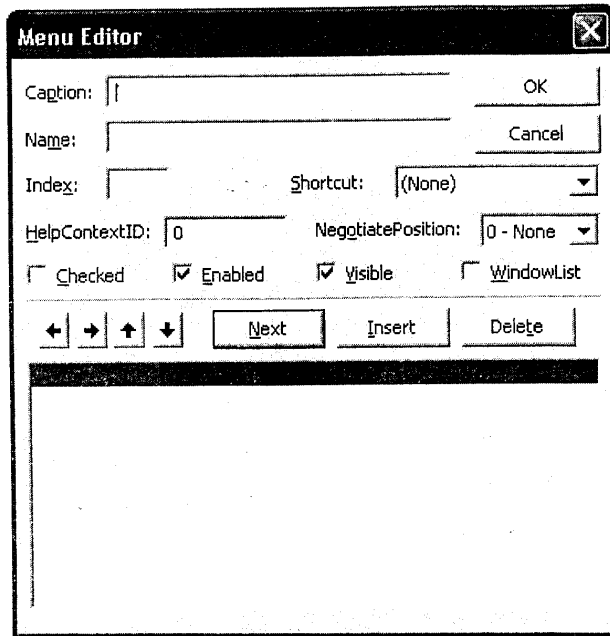 Menu Editor
Caption: OK
Name: Cancel
Index: Shortcut: (None)
HelpContextID: 0 NegotiatePosition: 0 - None
Checked Enabled Visible WindowList
Next Insert Delete